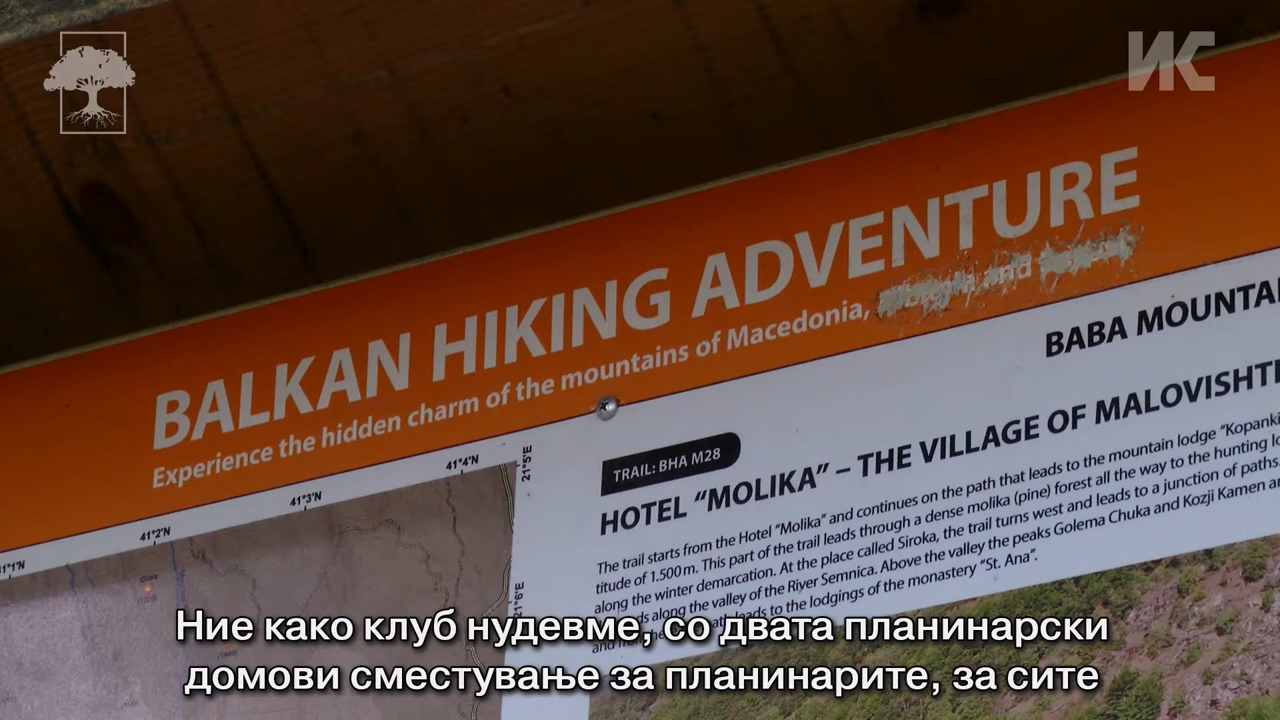 ИС
BALKAN HIKING ADVENTURE
Experience the hidden charm of the mountains of Macedonia, and
BABA MOUNTA
TRAIL: BHA M28
HOTEL “MOLIKA” – THE VILLAGE OF MALOVISHT
The trail starts from the Hotel “Molika” and continues on the path that leads to the mountain lodge “Kopanki
titude of 1.500 m. This part of the trail leads through a dense molika (pine) forest all the way to the hunting lo
along the winter demarcation. At the place called Siroka, the trail turns west and leads to a junction of paths.
ds along the valley of the River Semnica. Above the valley the peaks Golema Chuka and Kozji Kamen a
leads to the lodgings of the monastery “St. Ana”.
41°1'N
41°2'N
41°3'N
41°4'N
21°5'E
21°6'E
Ние како клуб нудевме, со двата планинарски
домови сместување за планинарите, за сите